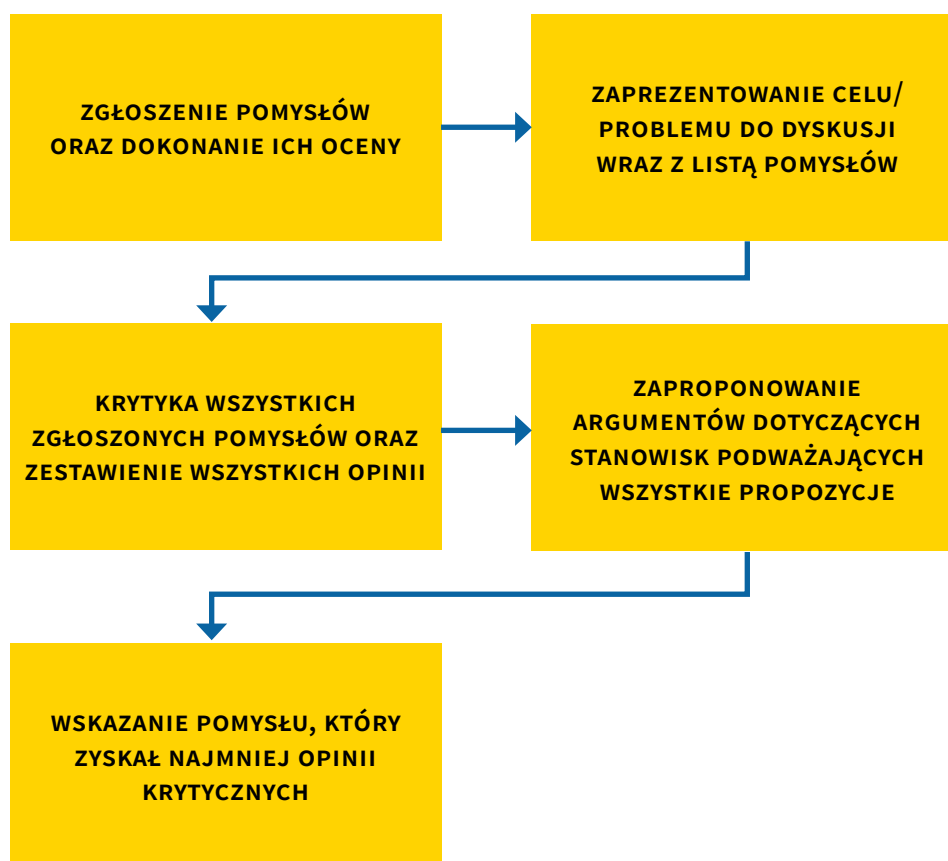 ZGŁOSZENIE POMYSŁÓW
ORAZ DOKONANIE ICH OCENY
ZAPREZENTOWANIE CELU/
PROBLEMU DO DYSKUSJI
WRAZ Z LISTĄ POMYSŁÓW
KRYTYKA WSZYSTKICH
ZGŁOSZONYCH POMYSŁÓW ORAZ
ZESTAWIENIE WSZYSTKICH OPINII
ZAPROPONOWANIE
ARGUMENTÓW DOTYCZĄCYCH
STANOWISK PODWAŻAJĄCYCH
WSZYSTKIE PROPOZYCJE
WSKAZANIE POMYSŁU, KTÓRY
ZYSKAŁ NAJMNIEJ OPINII
KRYTYCZNYCH